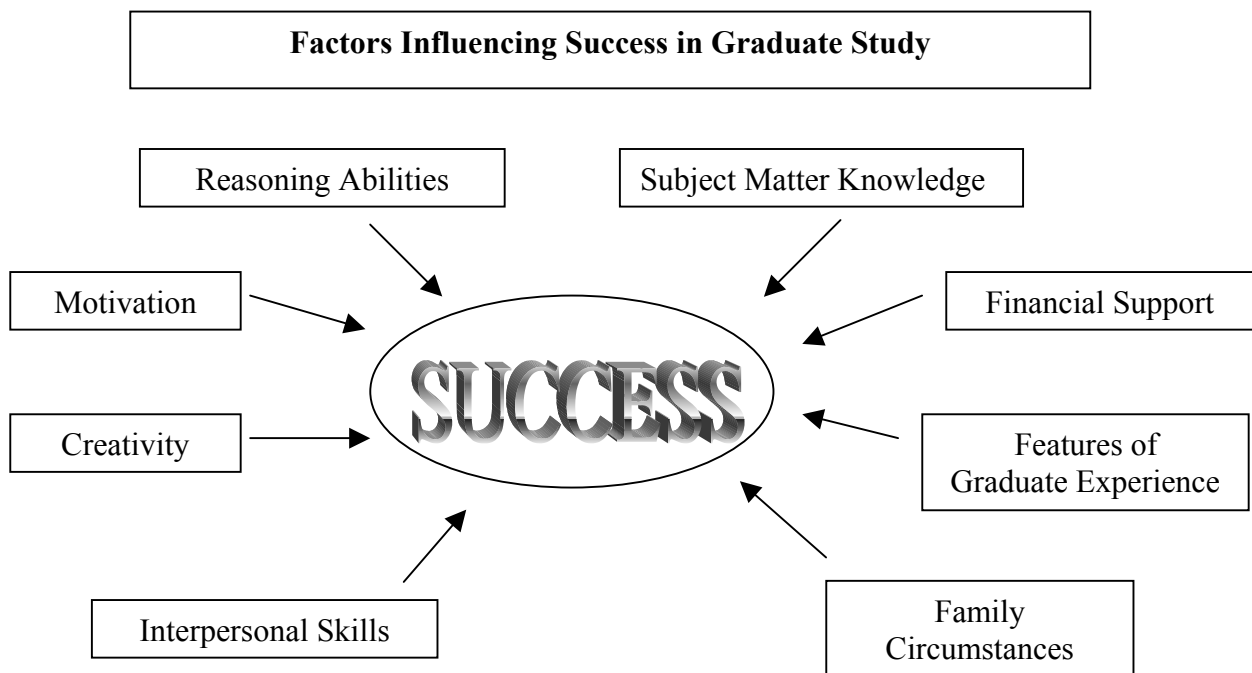 Factors Influencing Success in Graduate Study
Reasoning Abilities
Subject Matter Knowledge
Motivation
Financial Support
SUCCESS
Creativity
Features of
Graduate Experience
Interpersonal Skills
Family
Circumstances